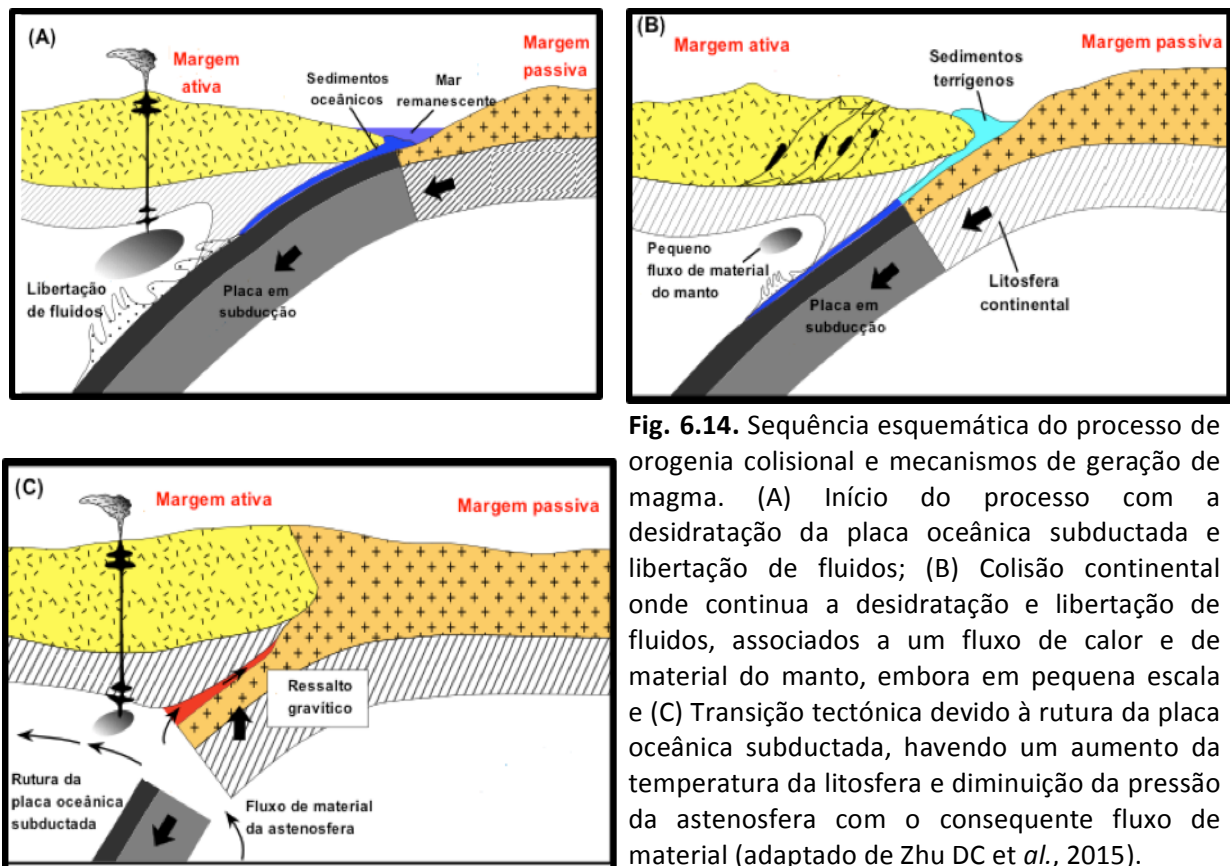 (A)
Margem
ativa
Sedimentos
oceânicos
Mar
remanescente
Margem
passiva
Libertação
de fluidos
Placa em
subducção
(B)
Margem ativa
Sedimentos
terrígenos
Margem passiva
Pequeno
fluxo de material
do manto
Placa em
subducção
Litosfera
continental
(C)
Margem ativa
Margem passiva
Ressalto
gravítico
Rutura da
placa oceânica
subductada
Fluxo de material
da astenosfera
Fig. 6.14. Sequência esquemática do processo de
orogenia colisional e mecanismos de geração de
magma. (A) Início do processo com a
desidratação da placa oceânica subductada e
libertação de fluidos; (B) Colisão continental
onde continua a desidratação e libertação de
fluidos, associados a um fluxo de calor e de
material do manto, embora em pequena escala
e (C) Transição tectónica devido à rutura da placa
oceânica subductada, havendo um aumento da
temperatura da litosfera e diminuição da pressão
da astenosfera com o consequente fluxo de
material (adaptado de Zhu DC et al., 2015).